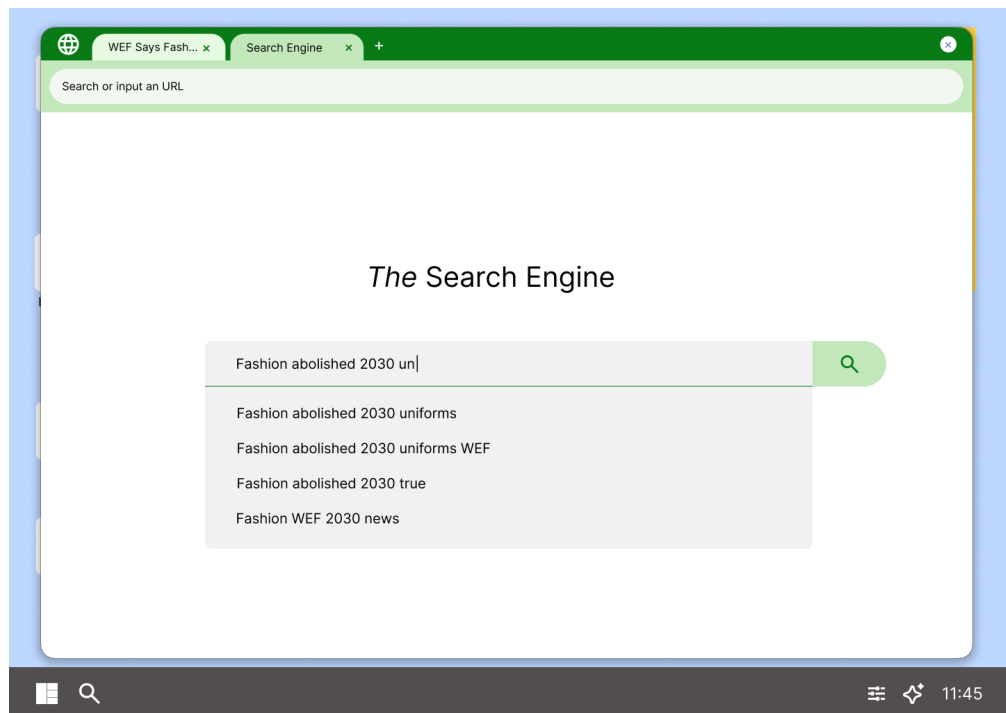 WEF Says Fash...
Search Engine
Search or input an URL
The Search Engine
Fashion abolished 2030 un
Fashion abolished 2030 uniforms
Fashion abolished 2030 uniforms WEF
Fashion abolished 2030 true
Fashion WEF 2030 news
11:45